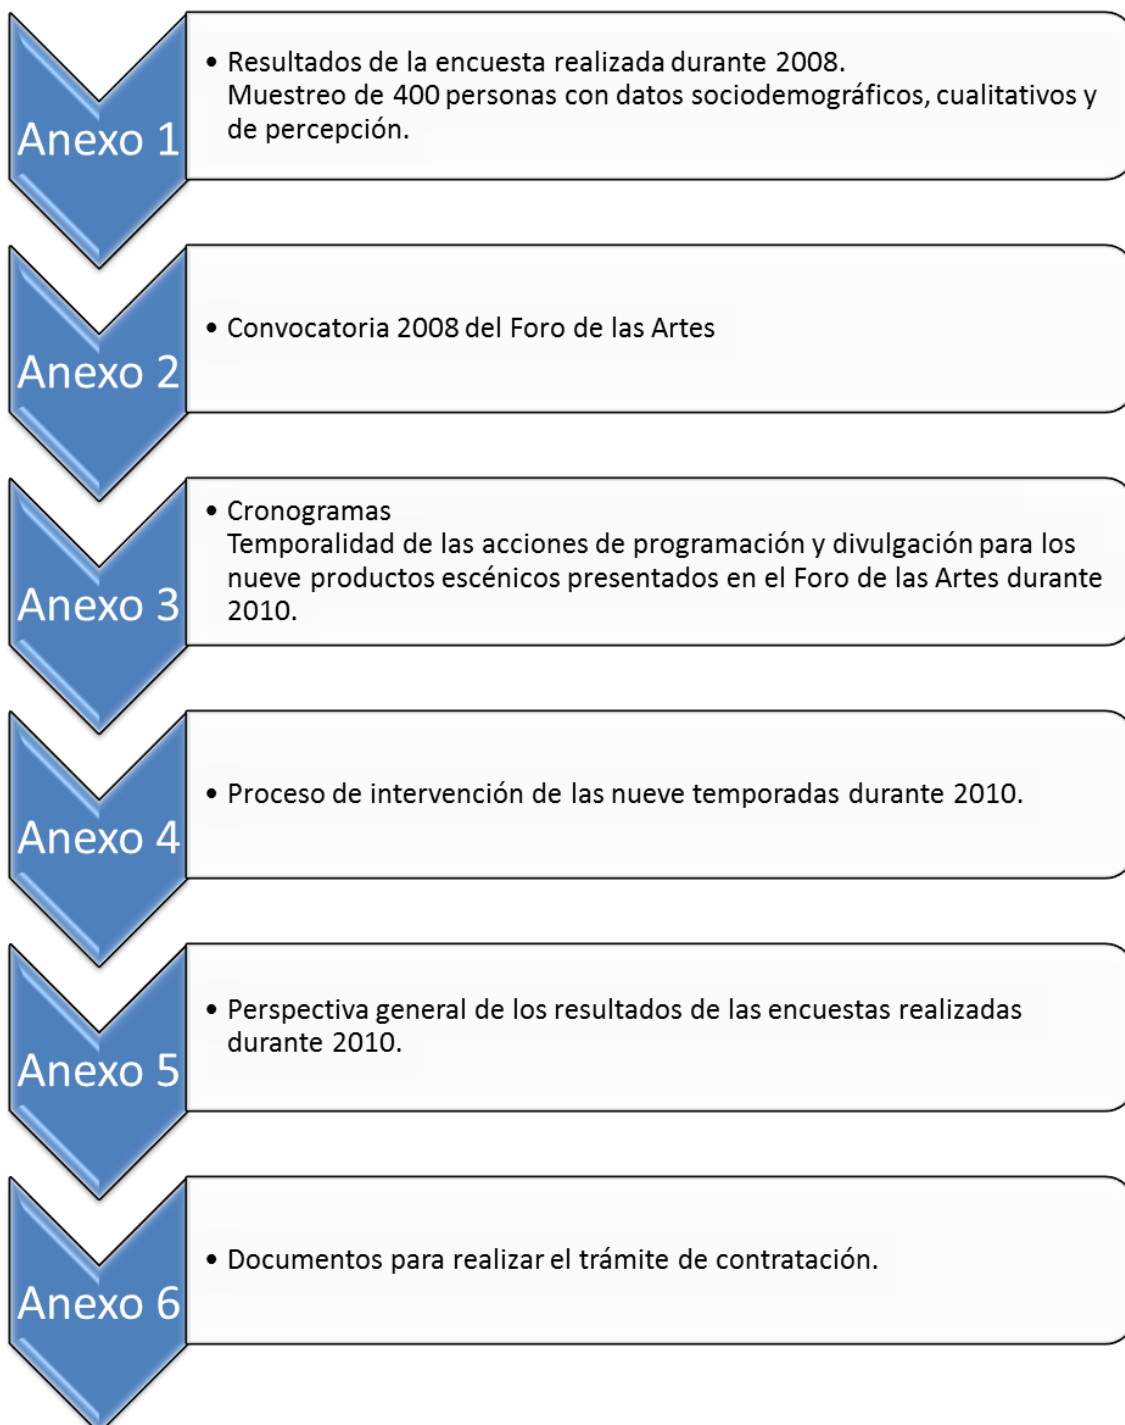 Anexo 1
• Resultados de la encuesta realizada durante 2008.
Muestreo de 400 personas con datos sociodemográficos, cualitativos y
de percepción.
Anexo 2
• Convocatoria 2008 del Foro de las Artes
Anexo 3
• Cronogramas
Temporalidad de las acciones de programación y divulgación para los
nueve productos escénicos presentados en el Foro de las Artes durante
2010.
Anexo 4
• Proceso de intervención de las nueve temporadas durante 2010.
Anexo 5
• Perspectiva general de los resultados de las encuestas realizadas
durante 2010.
Anexo 6
• Documentos para realizar el trámite de contratación.